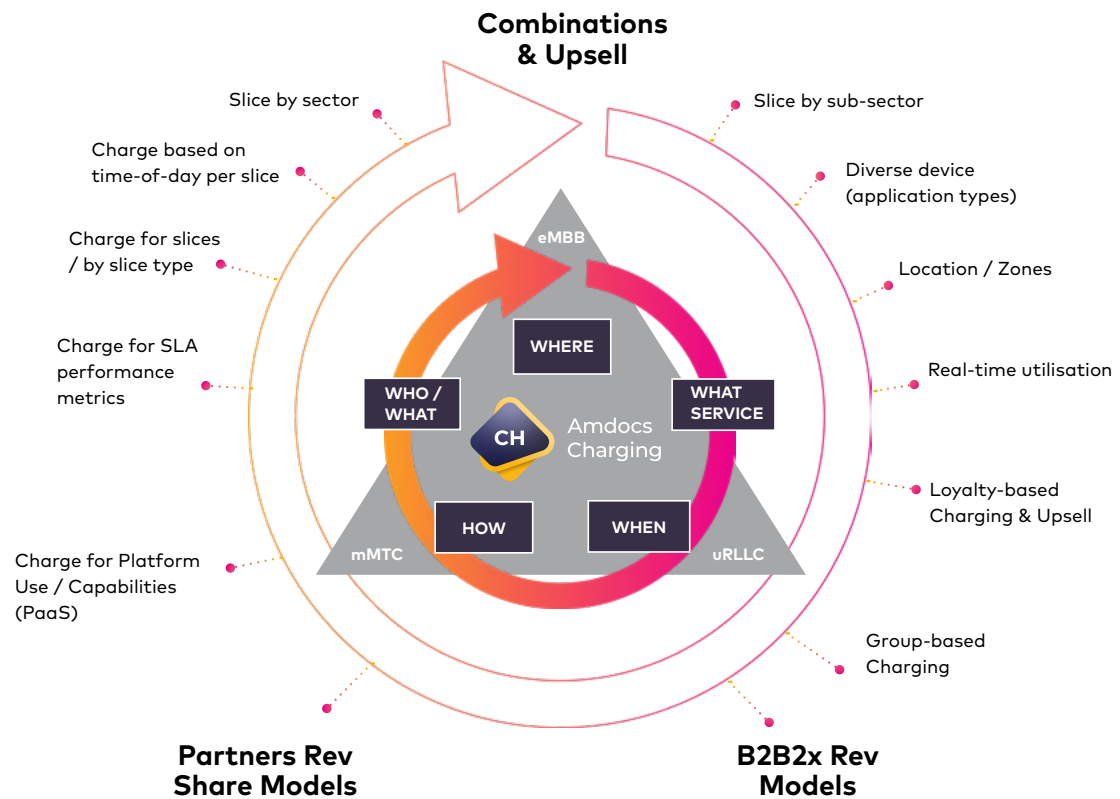 Combinations
& Upsell
Slice by sector
Slice by sub-sector
Charge based on
time-of-day per slice
Diverse device
(application types)
Charge for slices
/ by slice type
Location / Zones
Charge for SLA
performance
metrics
Real-time utilisation
Loyalty-based
Charging & Upsell
Charge for Platform
Use / Capabilities
(PaaS)
Group-based
Charging
Partners Rev
Share Models
B2B2x Rev
Models
eMBB
WHERE
WHO /
WHAT
WHAT
SERVICE
CH
Amdocs
Charging
HOW
WHEN
mMTC
uRLLC